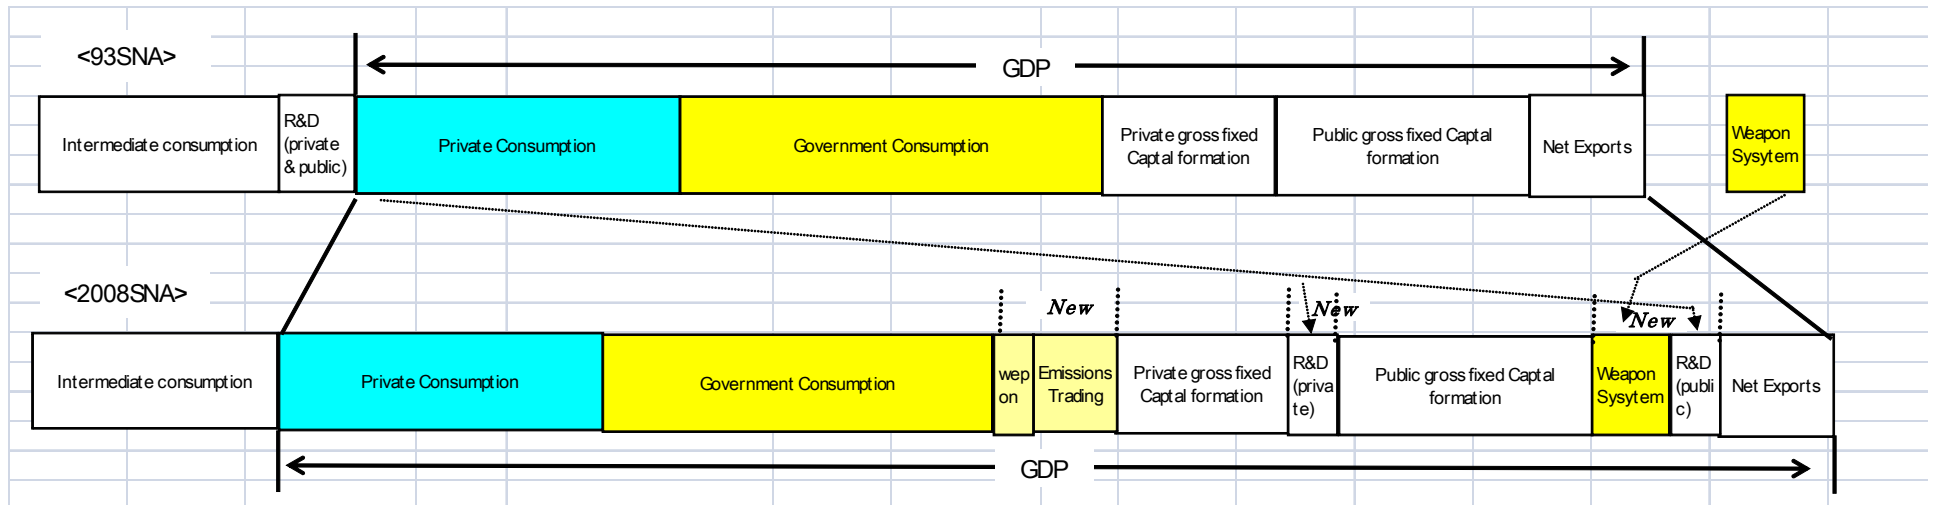 <93SNA>
GDP
Intermediate consumption
R&D
(private
& public)
Private Consumption
Government Consumption
Private gross fixed
Captal formation
Public gross fixed Captal
formation
Net Exports
Weapon
Sysytem
<2008SNA>
New
New
New
Intermediate consumption
Private Consumption
Government Consumption
wep
on
Emissions
Trading
Private gross fixed
Captal formation
R&D
(priva
te)
Public gross fixed Captal
formation
Weapon
Sysytem
R&D
(publi
c)
Net Exports
GDP